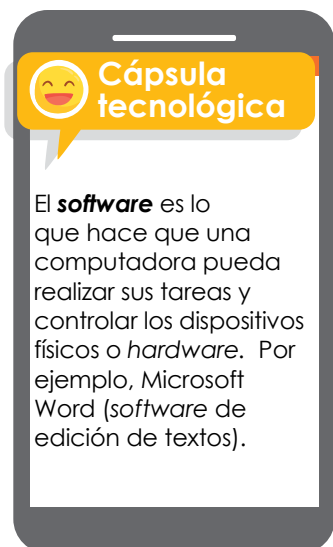 Cápsula
tecnológica
El software es lo
que hace que una
computadora pueda
realizar sus tareas y
controlar los dispositivos
físicos o hardware. Por
ejemplo, Microsoft
Word (software de
edición de textos).